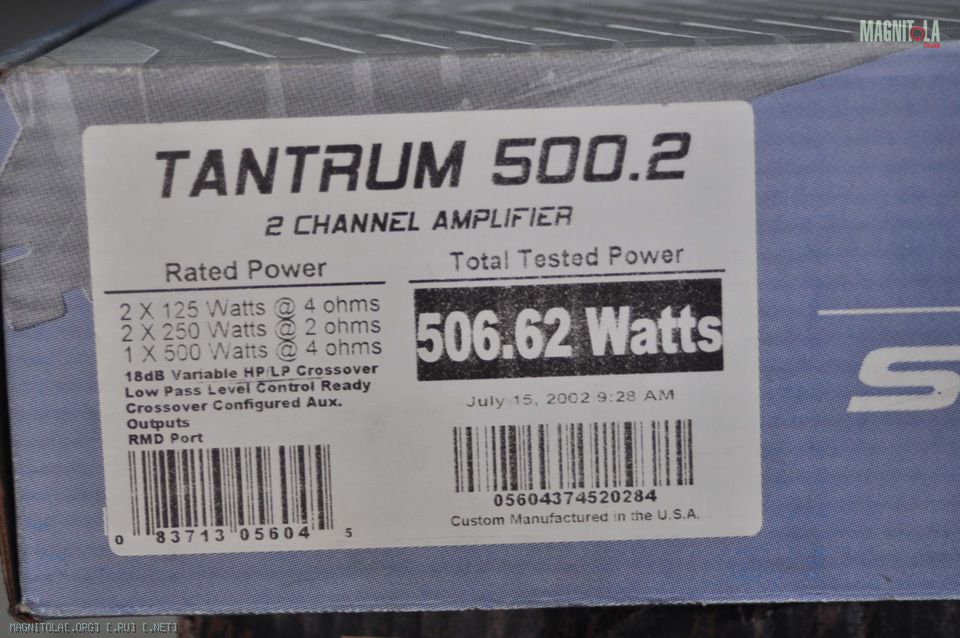 MAGNITOLA
Team
TANTRUM 500.2
2 CHANNEL AMPLIFIER
Rated Power
2 X 125 Watts @ 4 ohms
2 X 250 Watts @ 2 ohms
1 X 500 Watts @ 4 ohms
18dB Variable HP/LP Crossover
Low Pass Level Control Ready
Crossover Configured Aux.
Outputs
RMD Port
0 83713 05604 5
Total Tested Power
506.62 Watts
July 15, 2002 9:28 AM
05604374520284
Custom Manufactured in the U.S.A.
S
MAGNITOLA[.ORG] [.RU] [.NET]